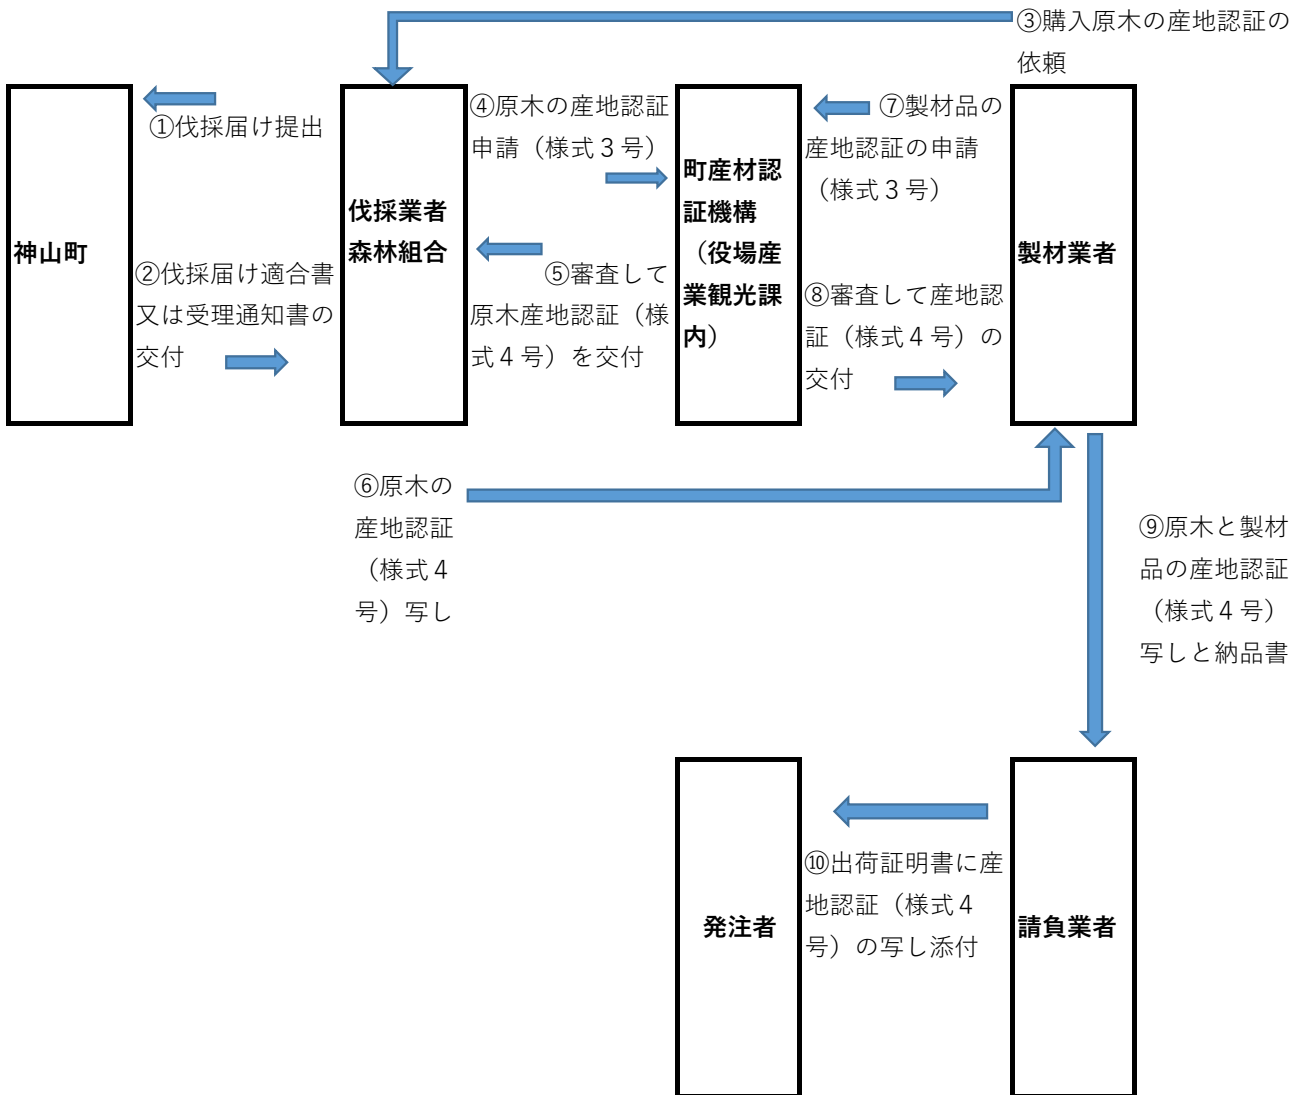 ③購入原木の産地認証の
依頼
神山町
①伐採届け提出
②伐採届け適合書
又は受理通知書の
交付
伐採業者
森林組合
④原木の産地認証
申請（様式３号）
⑤審査して
原木産地認証（様
式４号）を交付
町産材認
証機構
（役場産
業観光課
内）
⑦製材品の
産地認証の申請
（様式３号）
⑧審査して産地認
証（様式４号）の
交付
製材業者
⑥原木の
産地認証
（様式４
号）写し
⑨原木と製材
品の産地認証
（様式４号）
写しと納品書
発注者
⑩出荷証明書に産
地認証（様式４
号）の写し添付
請負業者